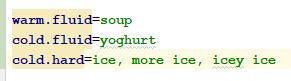 warm.fluid=soup
cold.fluid=yoghurt
cold.hard=ice, more ice, icey ice